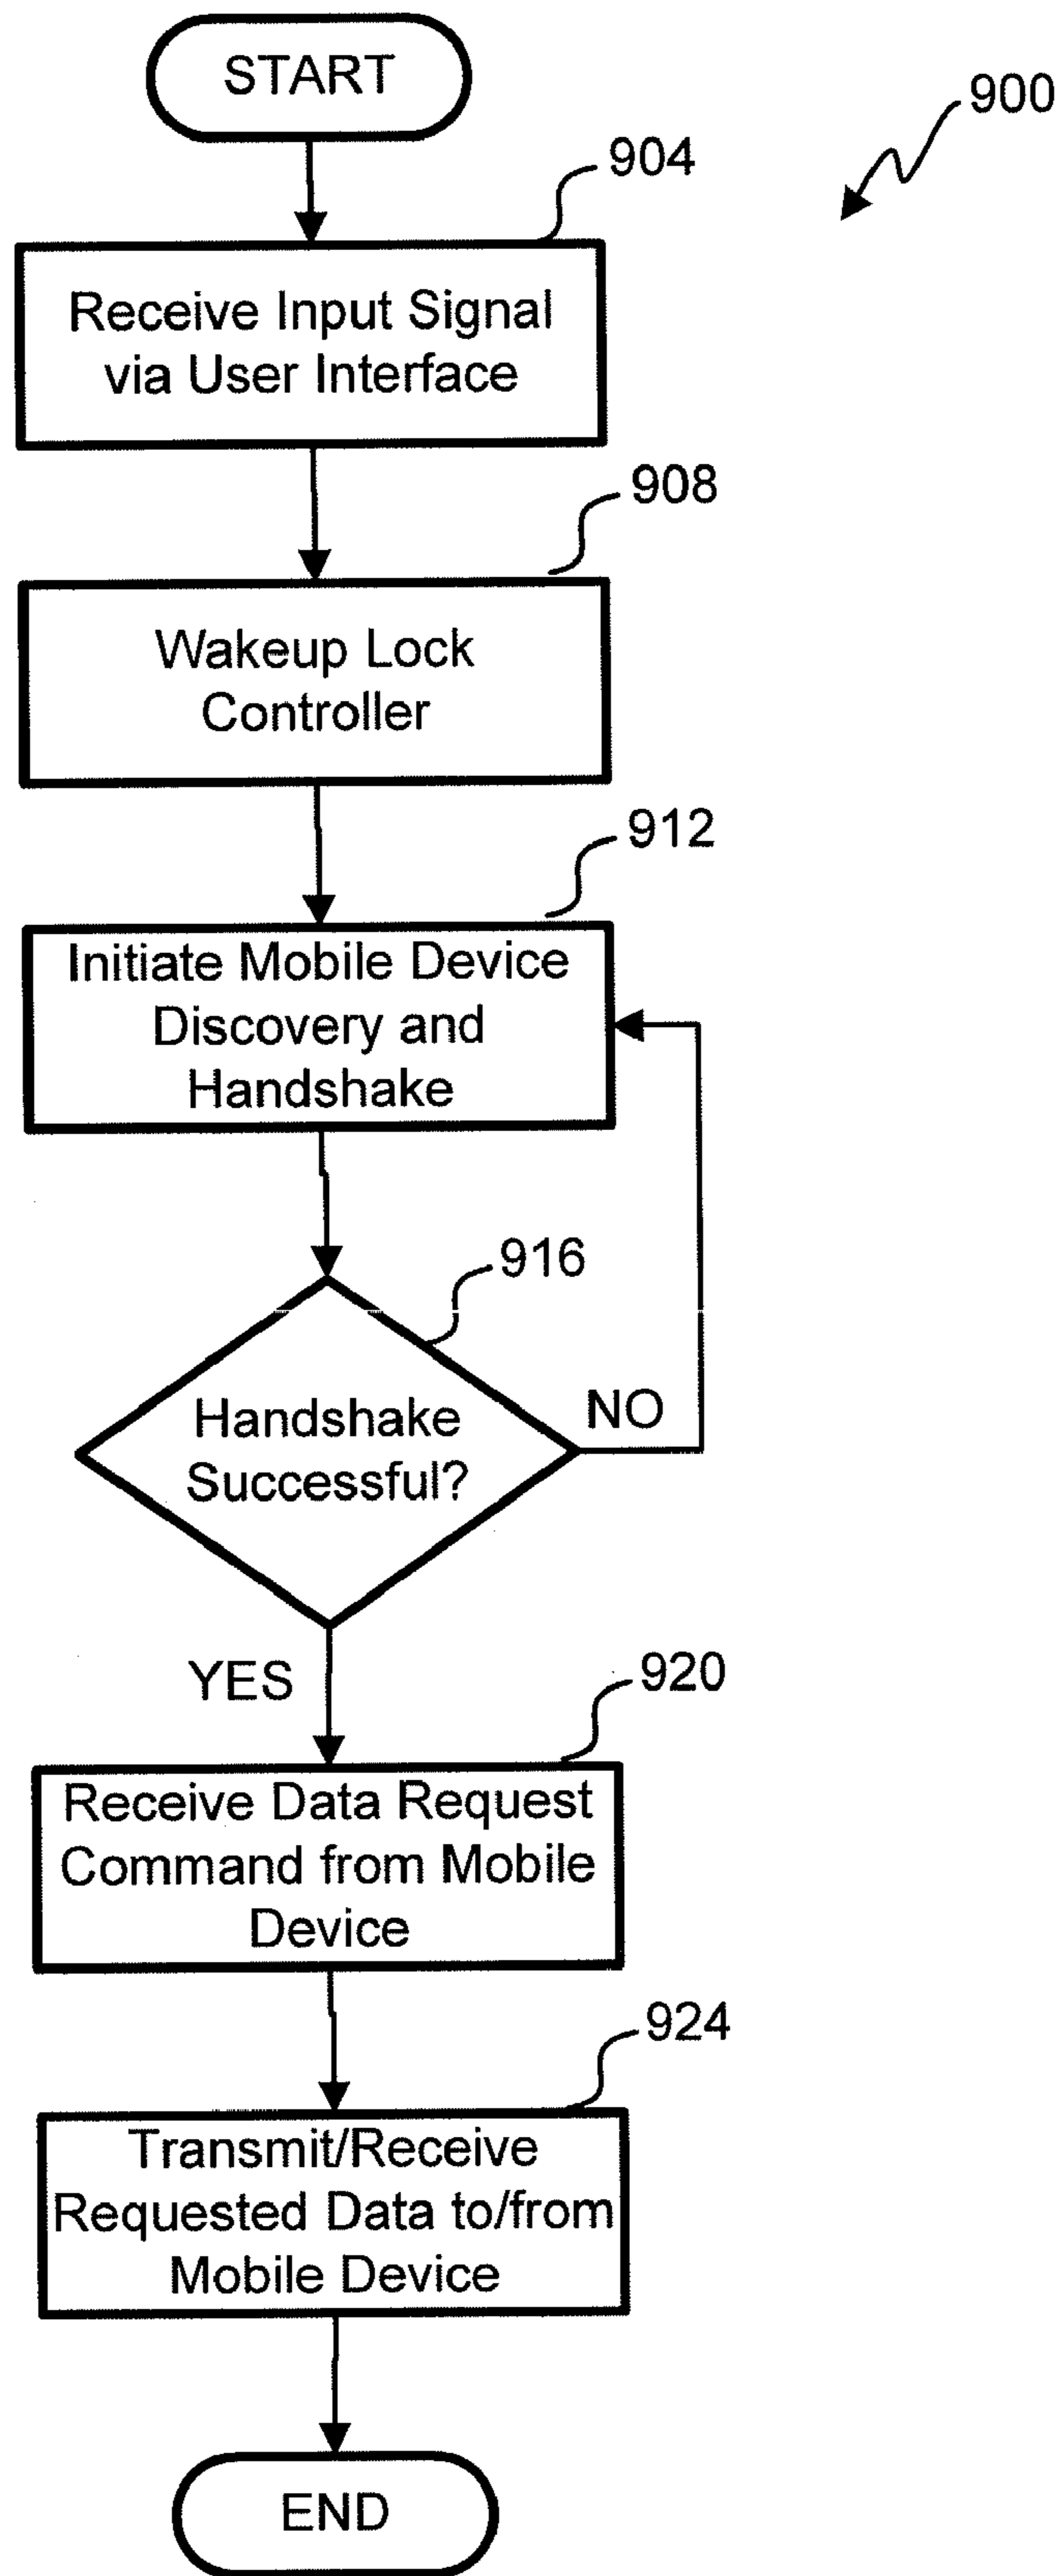 START
900
904
Receive Input Signal
via User Interface
908
Wakeup Lock
Controller
912
Initiate Mobile Device
Discovery and
Handshake
916
Handshake
Successful?
NO
YES
920
Receive Data Request
Command from Mobile
Device
924
Transmit/Receive
Requested Data to/from
Mobile Device
END